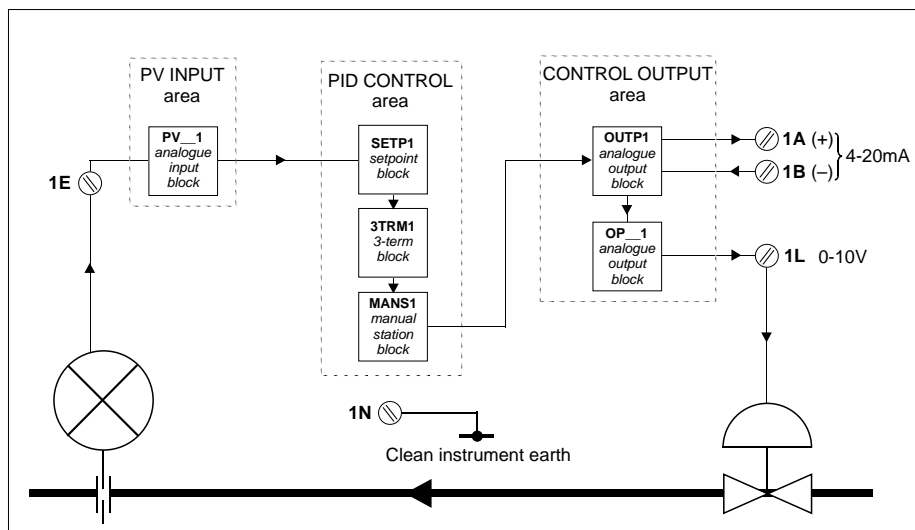 PV INPUT
area
PV__1
analogue
input
block
1E
PID CONTROL
area
SETP1
setpoint
block
3TRM1
3-term
block
MANS1
manual
station
block
CONTROL OUTPUT
area
OUTP1
analogue
output
block
OP__1
analogue
output
block
1A (+)
1B (–)
4-20mA
1L 0-10V
1N
Clean instrument earth